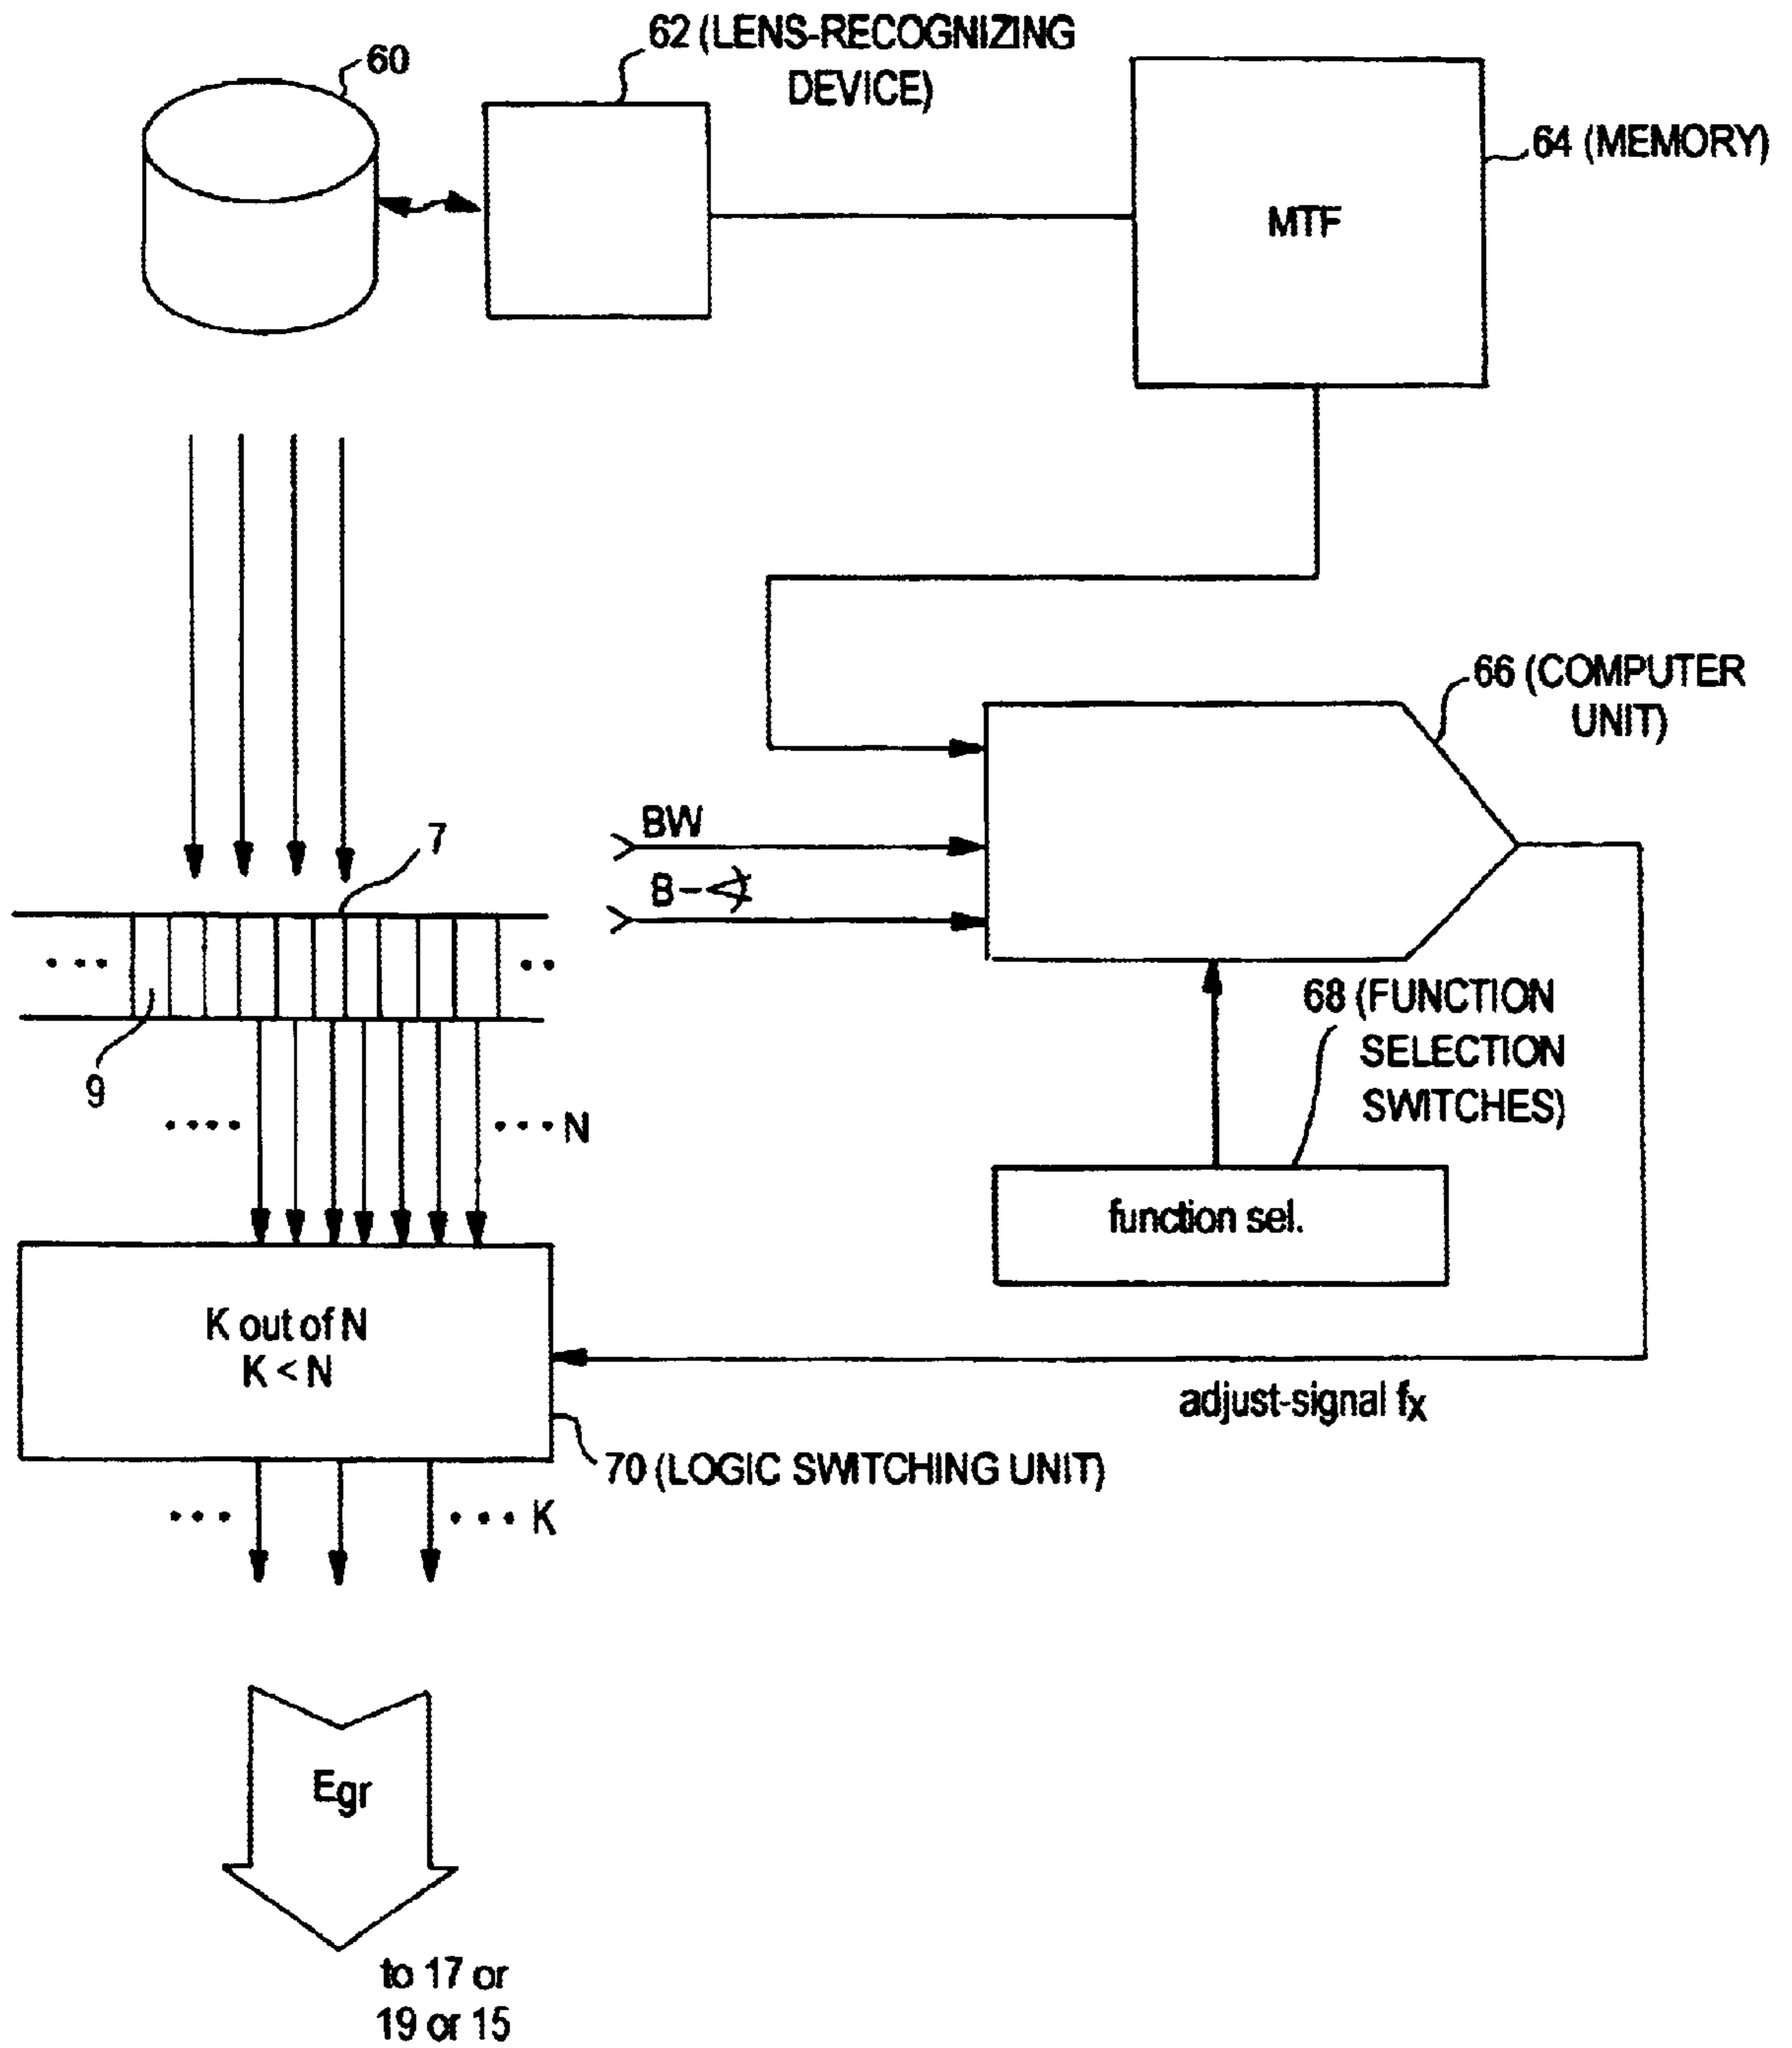 60
62 (LENS-RECOGNIZING
DEVICE)
64 (MEMORY)
MTF
66 (COMPUTER
UNIT)
BW
B-∢
7
9
68 (FUNCTION
SELECTION
SWITCHES)
function sel.
.... ... N
K out of N
K < N
adjust-signal fx
70 (LOGIC SWITCHING UNIT)
... ... K
Egr
to 17 or
19 or 15